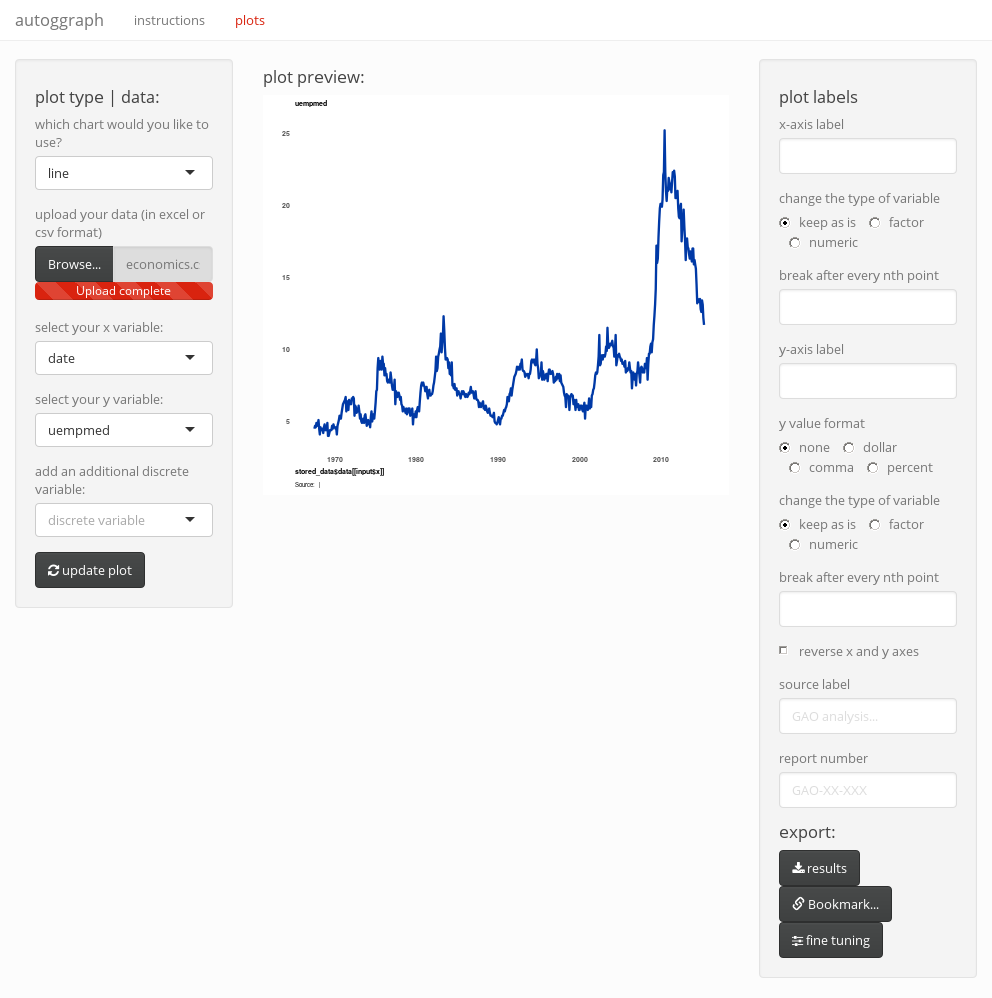 autoggraph instructions plots
plot type | data:
which chart would you like to
use?
line
upload your data (in excel or
csv format)
Browse... economics.c
Upload complete
select your x variable:
date
select your y variable:
uempmed
add an additional discrete
variable:
discrete variable
update plot
plot preview:
uempmed
25
20
15
10
5
1970 1980 1990 2000 2010
stored_data$data[[input$x]]
Source: |
plot labels
x-axis label
change the type of variable
keep as is factor
numeric
break after every nth point
y-axis label
y value format
none dollar
comma percent
change the type of variable
keep as is factor
numeric
break after every nth point
reverse x and y axes
source label
GAO analysis...
report number
GAO-XX-XXX
export:
results
Bookmark...
fine tuning